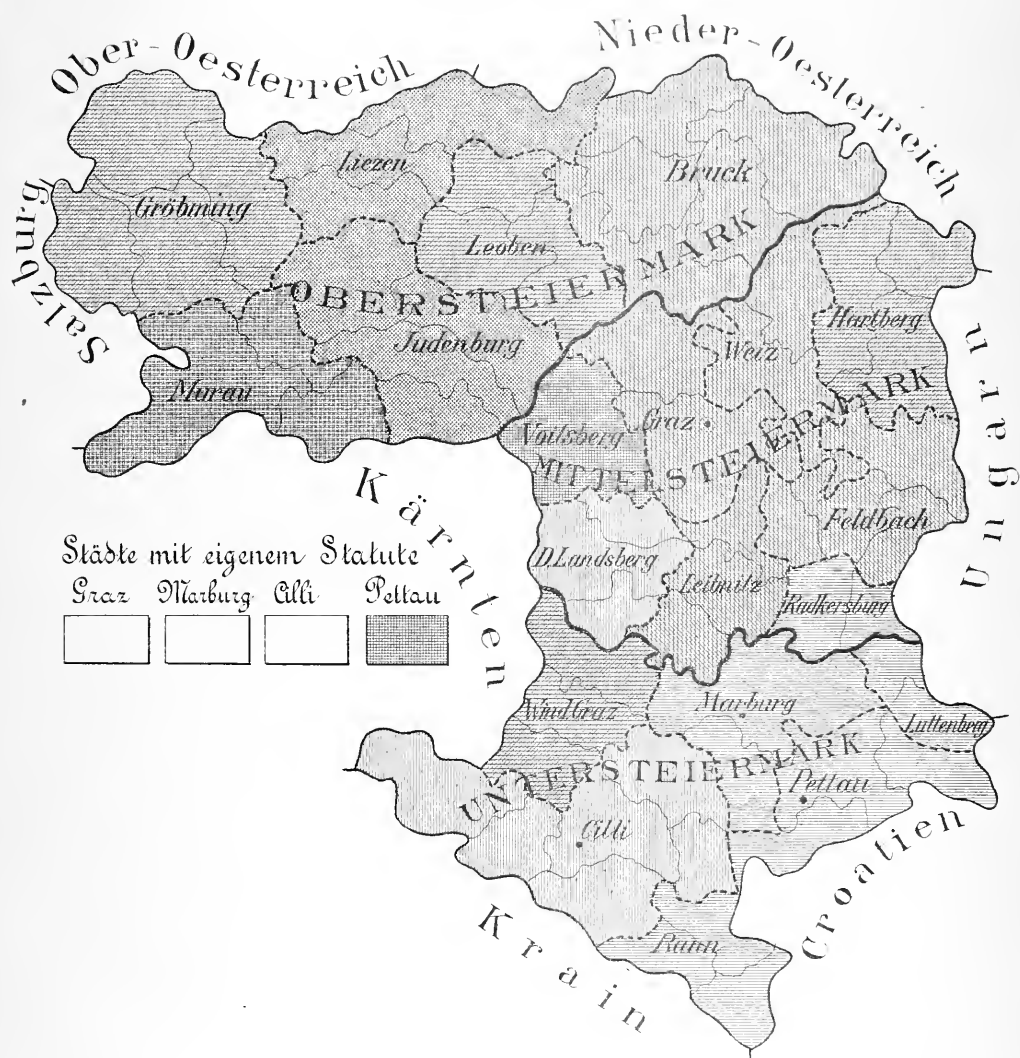 Ober-Oesterreich
Nieder-Oesterreich
Salzburg
Liezen
Bruck
Gröbming
Leoben
OBERSTEIERMARK
Hartberg
Judenburg
Weiz
Murau
Graz
Voitsberg
MITTELSTEIERMARK
Ungarn
Kärnten
Feldbach
D.Landsberg
Leibnitz
Radkersburg
Städte mit eigenem Statute
Graz Marburg Cilli Pettau
Wind.Graz
Marburg
Luttenberg
UNTERSTEIERMARK
Pettau
Cilli
Croatien
Krain
Rann